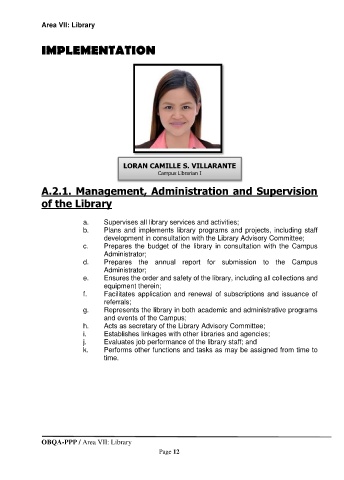 Area VII: Library
IMPLEMENTATION
LORAN CAMILLE S. VILLARANTE
Campus Librarian I
A.2.1. Management, Administration and Supervision
of the Library
a. Supervises all library services and activities;
b. Plans and implements library programs and projects, including staff
development in consultation with the Library Advisory Committee;
c. Prepares the budget of the library in consultation with the Campus
Administrator;
d. Prepares the annual report for submission to the Campus
Administrator;
e. Ensures the order and safety of the library, including all collections and
equipment therein;
f. Facilitates application and renewal of subscriptions and issuance of
referrals;
g. Represents the library in both academic and administrative programs
and events of the Campus;
h. Acts as secretary of the Library Advisory Committee;
i. Establishes linkages with other libraries and agencies;
j. Evaluates job performance of the library staff; and
k. Performs other functions and tasks as may be assigned from time to
time.
OBQA-PPP / Area VII: Library
Page 12